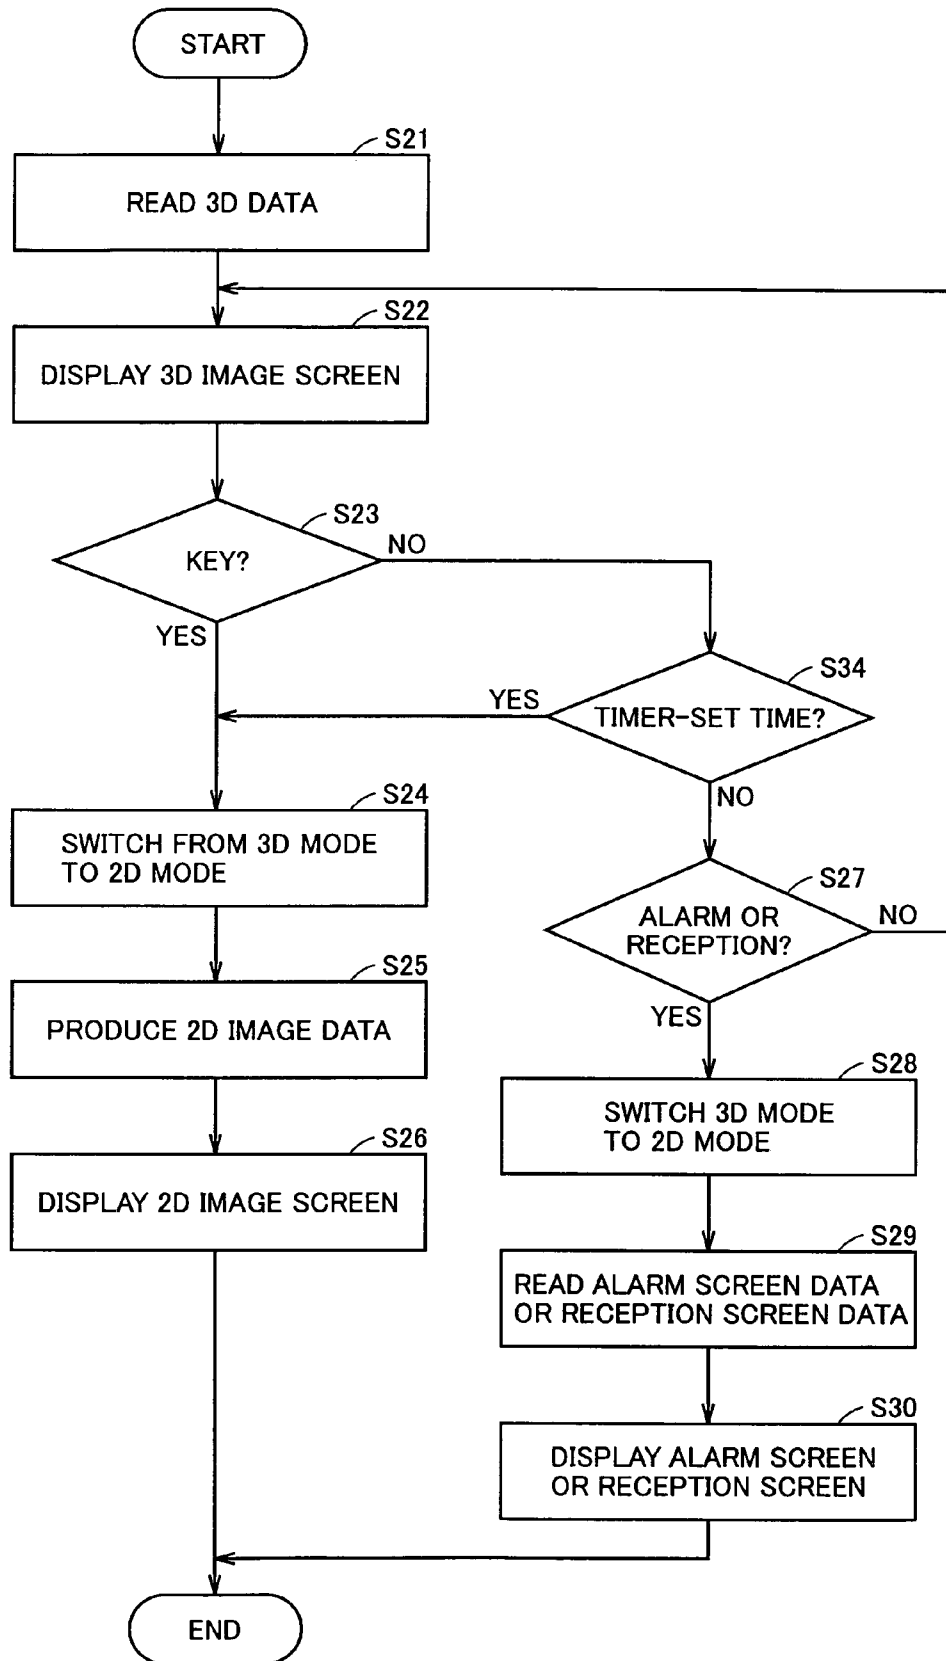 START
S21
READ 3D DATA
S22
DISPLAY 3D IMAGE SCREEN
S23
KEY?
NO
YES
S34
TIMER-SET TIME?
YES
NO
S24
SWITCH FROM 3D MODE
TO 2D MODE
S27
ALARM OR
RECEPTION?
NO
YES
S25
PRODUCE 2D IMAGE DATA
S28
SWITCH 3D MODE
TO 2D MODE
S26
DISPLAY 2D IMAGE SCREEN
S29
READ ALARM SCREEN DATA
OR RECEPTION SCREEN DATA
S30
DISPLAY ALARM SCREEN
OR RECEPTION SCREEN
END